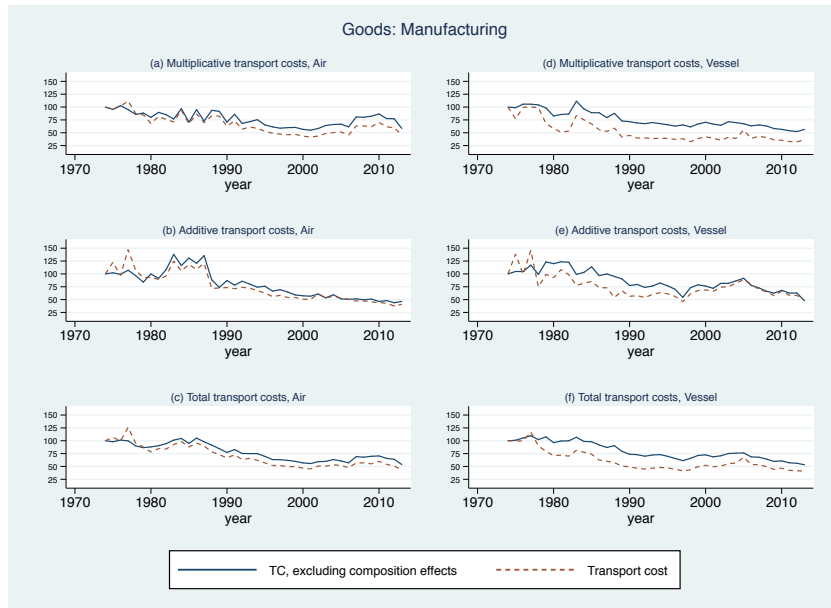 Goods: Manufacturing
(a) Multiplicative transport costs, Air
150
125
100
75
50
25
1970 1980 1990 2000 2010
year
(d) Multiplicative transport costs, Vessel
150
125
100
75
50
25
1970 1980 1990 2000 2010
year
(b) Additive transport costs, Air
150
125
100
75
50
25
1970 1980 1990 2000 2010
year
(e) Additive transport costs, Vessel
150
125
100
75
50
25
1970 1980 1990 2000 2010
year
(c) Total transport costs, Air
150
125
100
75
50
25
1970 1980 1990 2000 2010
year
(f) Total transport costs, Vessel
150
125
100
75
50
25
1970 1980 1990 2000 2010
year
TC, excluding composition effects Transport cost